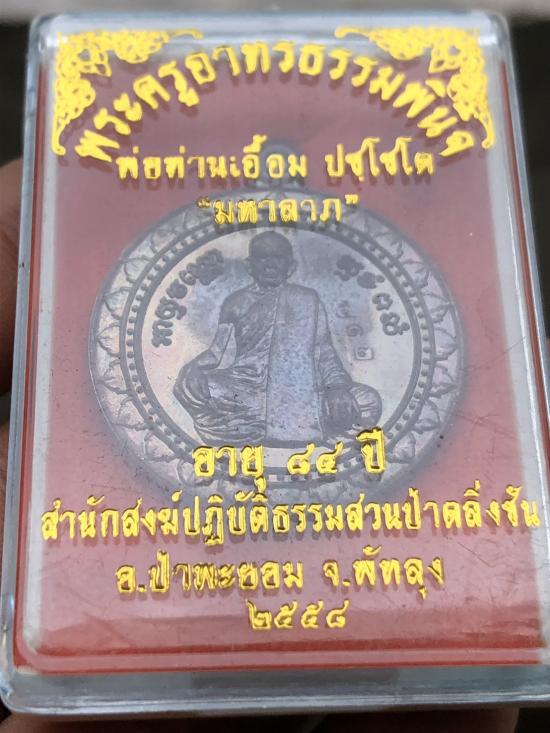 พระครูอาทรธรรมพินิจ
พ่อท่านเอื้อม ปชฺโชโต
"มหาลาภ"
๕๑๒
อายุ ๘๔ ปี
สำนักสงฆ์ปฏิบัติธรรมสวนป่าตลิ่งชัน
อ.ป่าพะยอม จ.พัทลุง
๒๕๕๘